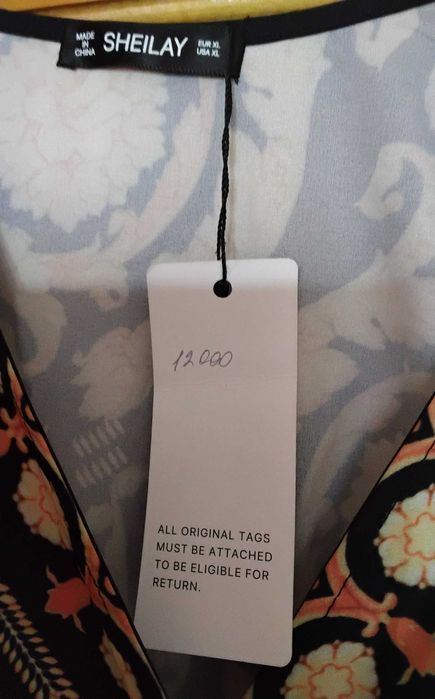 MADE
IN
CHINA
SHEILAY
EUR XL
USA XL
12000
ALL ORIGINAL TAGS
MUST BE ATTACHED
TO BE ELIGIBLE FOR
RETURN.